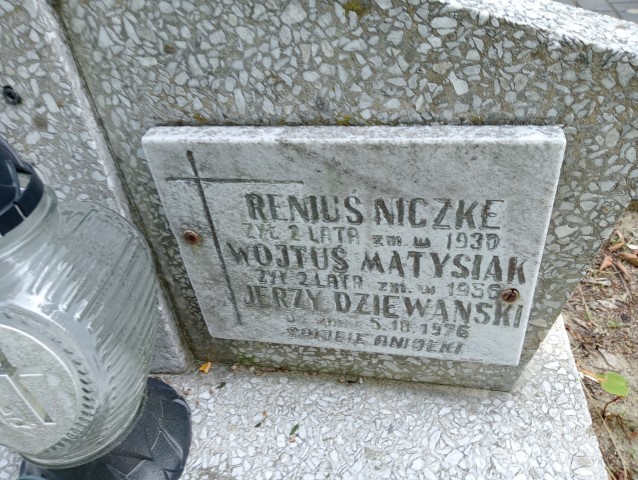 RENIUŚ NICZKE
ŻYŁ 2 LATA zm. w 1930
WOJTUŚ MATYSIAK
ŻYŁ 2 LATA zm. w 1956
JERZY DZIEWAŃSKI
5.10.1976
ANIOŁKI